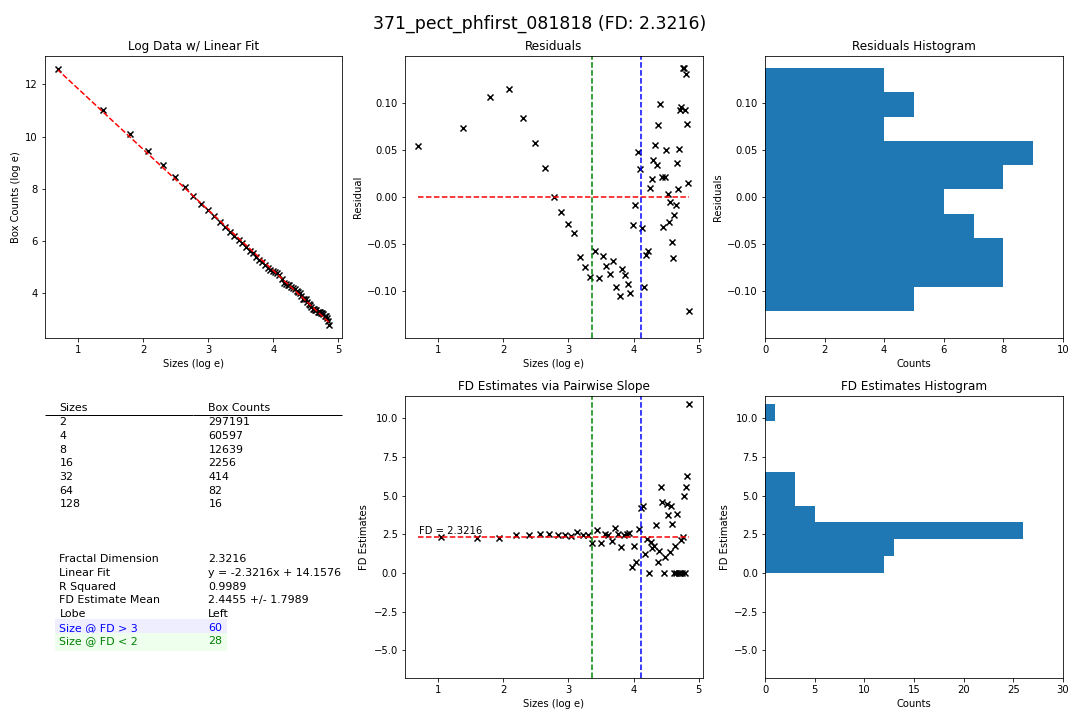 371_pect_phfirst_081818 (FD: 2.3216)
Log Data w/ Linear Fit
Box Counts (log e)
12
10
8
6
4
1
2
3
4
5
Sizes (log e)
Residuals
Residual
0.10
0.05
0.00
−0.05
−0.10
1
2
3
4
5
Sizes (log e)
Residuals Histogram
Residuals
0.10
0.05
0.00
−0.05
−0.10
0
2
4
6
8
10
Counts
Sizes Box Counts
2 297191
4 60597
8 12639
16 2256
32 414
64 82
128 16
Fractal Dimension 2.3216
Linear Fit y = -2.3216x + 14.1576
R Squared 0.9989
FD Estimate Mean 2.4455 +/- 1.7989
Lobe Left
Size @ FD > 3 60
Size @ FD < 2 28
FD Estimates via Pairwise Slope
FD Estimates
10.0
7.5
5.0
2.5
0.0
−2.5
−5.0
FD = 2.3216
1
2
3
4
5
Sizes (log e)
FD Estimates Histogram
FD Estimates
10.0
7.5
5.0
2.5
0.0
−2.5
−5.0
0
5
10
15
20
25
30
Counts